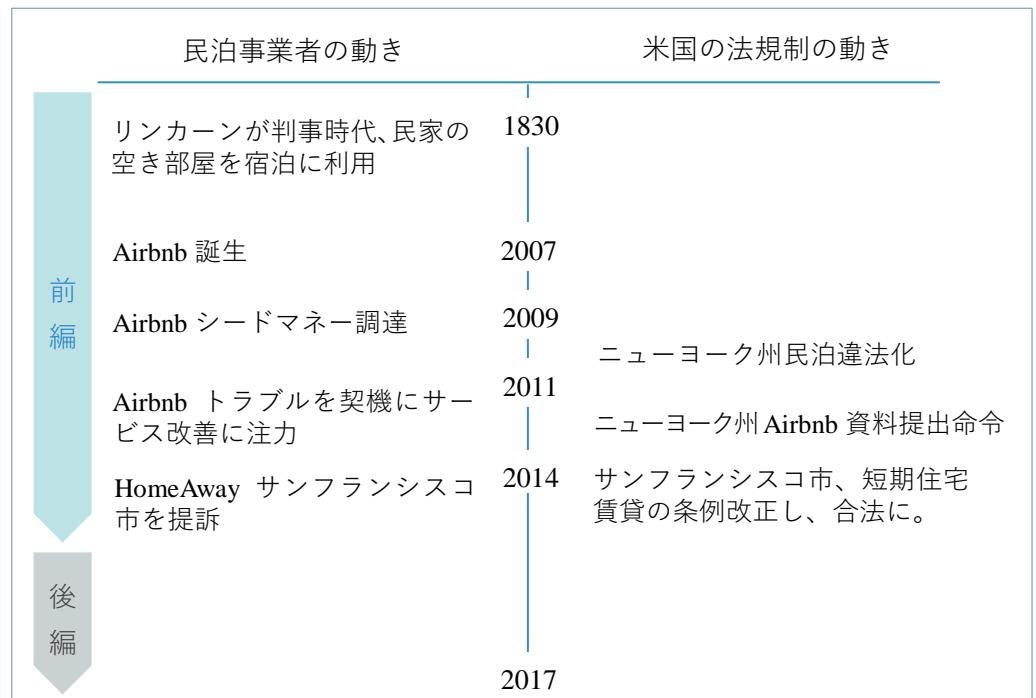 民泊事業者の動き
米国の法規制の動き
前編
リンカーンが判事時代、民家の
空き部屋を宿泊に利用
1830
Airbnb 誕生
2007
Airbnb シードマネー調達
2009
ニューヨーク州民泊違法化
Airbnb トラブルを契機にサー
ビス改善に注力
2011
ニューヨーク州 Airbnb 資料提出命令
HomeAway サンフランシスコ
市を提訴
2014
サンフランシスコ市、短期住宅
賃貸の条例改正し、合法に。
後編
2017